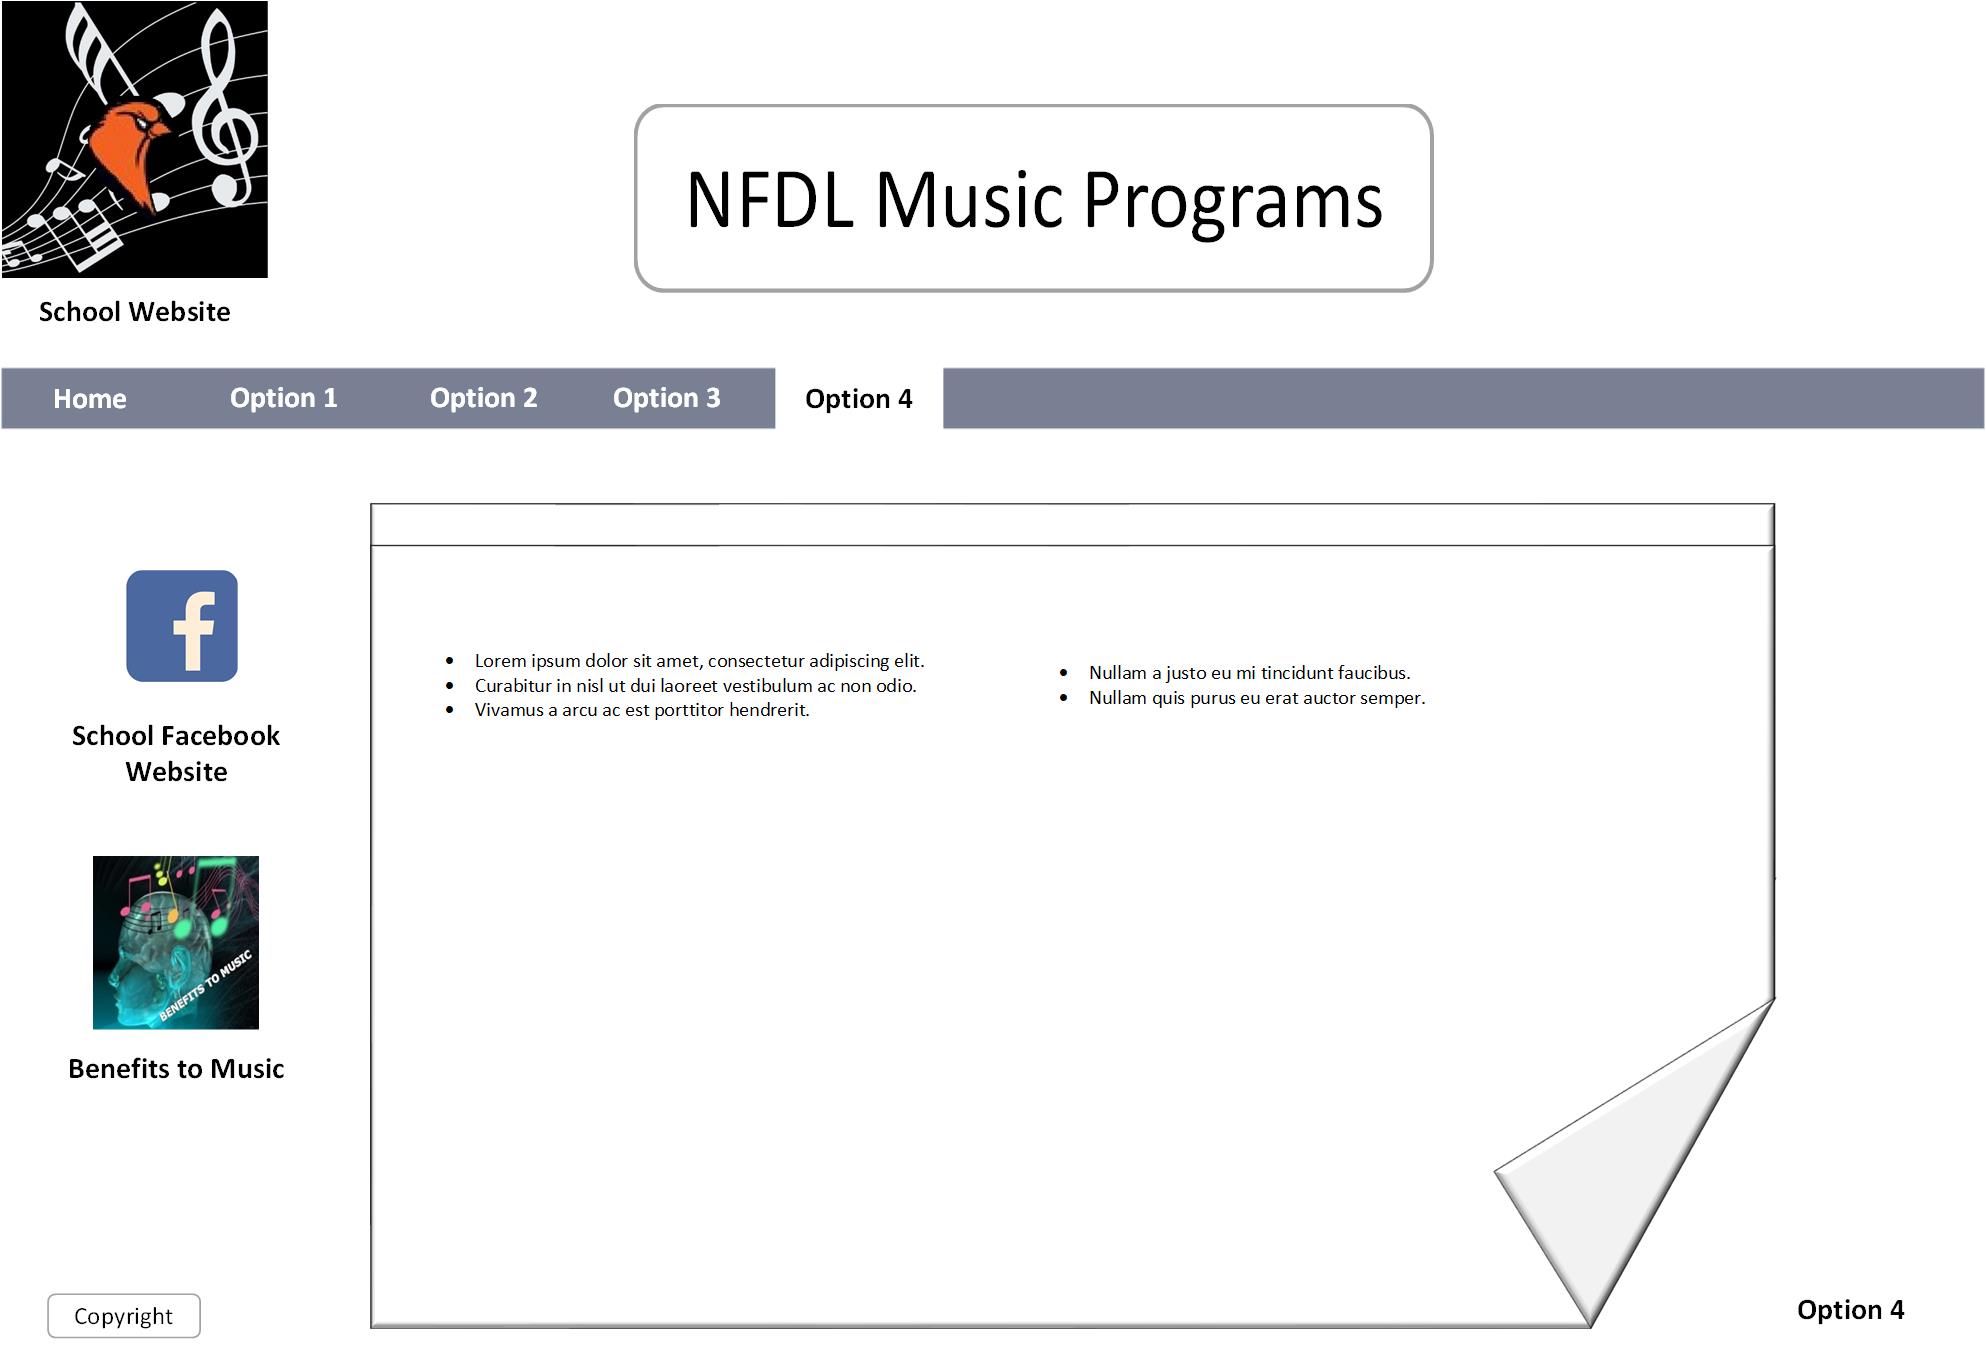 NFDL Music Programs
School Website
Home Option 1 Option 2 Option 3 Option 4
School Facebook
Website
BENEFITS TO MUSIC
Benefits to Music
• Lorem ipsum dolor sit amet, consectetur adipiscing elit.
• Curabitur in nisl ut dui laoreet vestibulum ac non odio.
• Vivamus a arcu ac est porttitor hendrerit.
• Nullam a justo eu mi tincidunt faucibus.
• Nullam quis purus eu erat auctor semper.
Copyright
Option 4